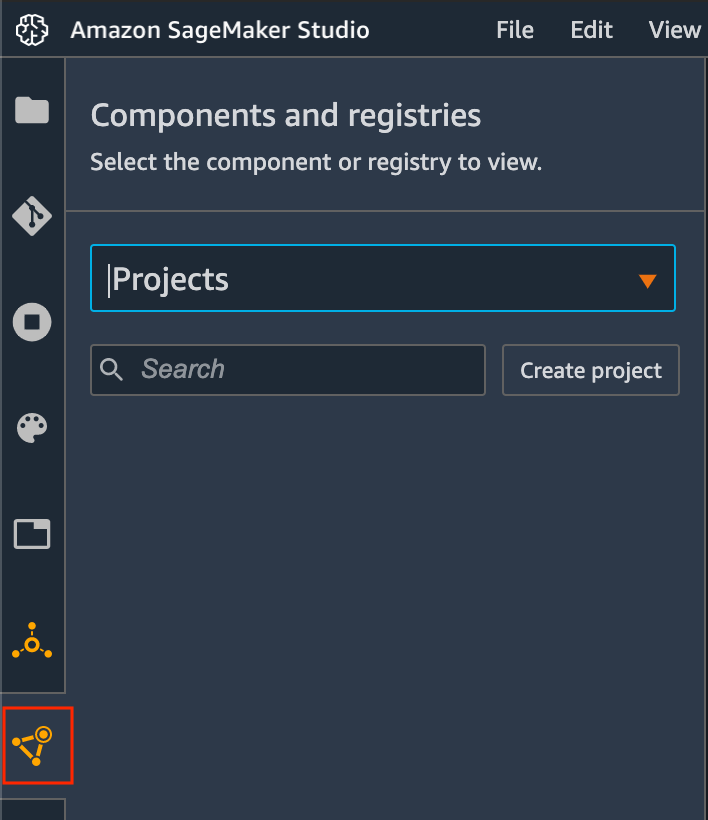 Amazon SageMaker Studio File Edit View
Components and registries
Select the component or registry to view.
Projects
Search Create project